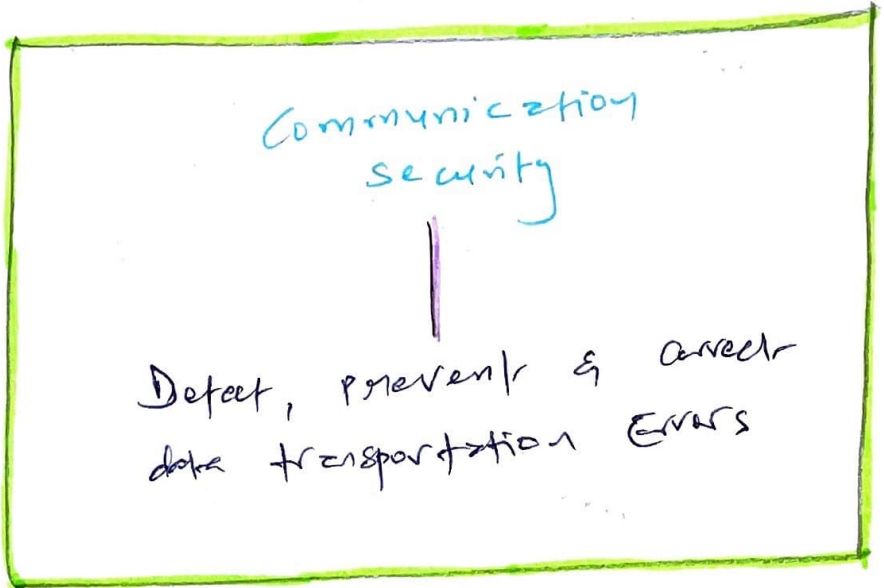 Communication
security
Detect, prevent & correct
data transportation Errors